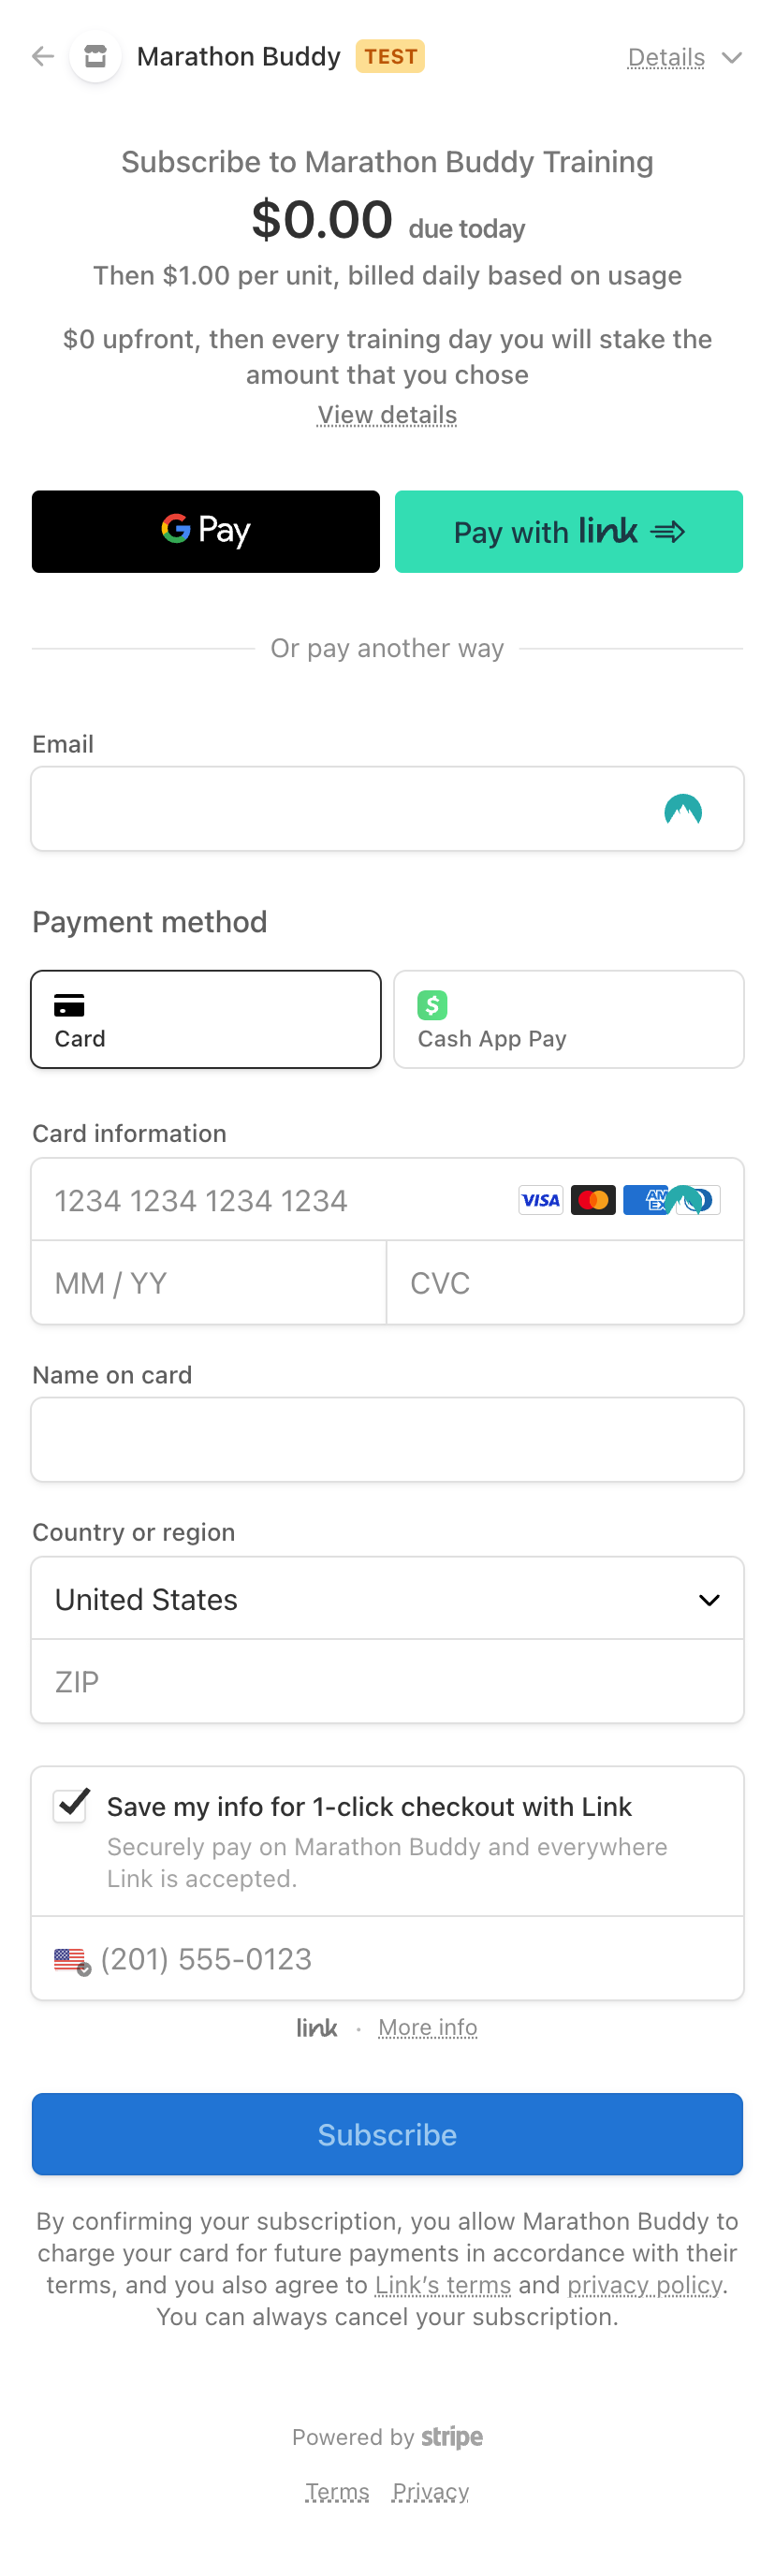 Marathon Buddy TEST Details
Subscribe to Marathon Buddy Training
$0.00 due today
Then $1.00 per unit, billed daily based on usage
$0 upfront, then every training day you will stake the
amount that you chose
View details
G Pay
Pay with link
Or pay another way
Email
Payment method
Card
$
Cash App Pay
Card information
1234 1234 1234 1234 VISA AM EX
MM / YY
CVC
Name on card
Country or region
United States
ZIP
Save my info for 1-click checkout with Link
Securely pay on Marathon Buddy and everywhere
Link is accepted.
(201) 555-0123
link · More info
Subscribe
By confirming your subscription, you allow Marathon Buddy to
charge your card for future payments in accordance with their
terms, and you also agree to Link’s terms and privacy policy.
You can always cancel your subscription.
Powered by stripe
Terms Privacy